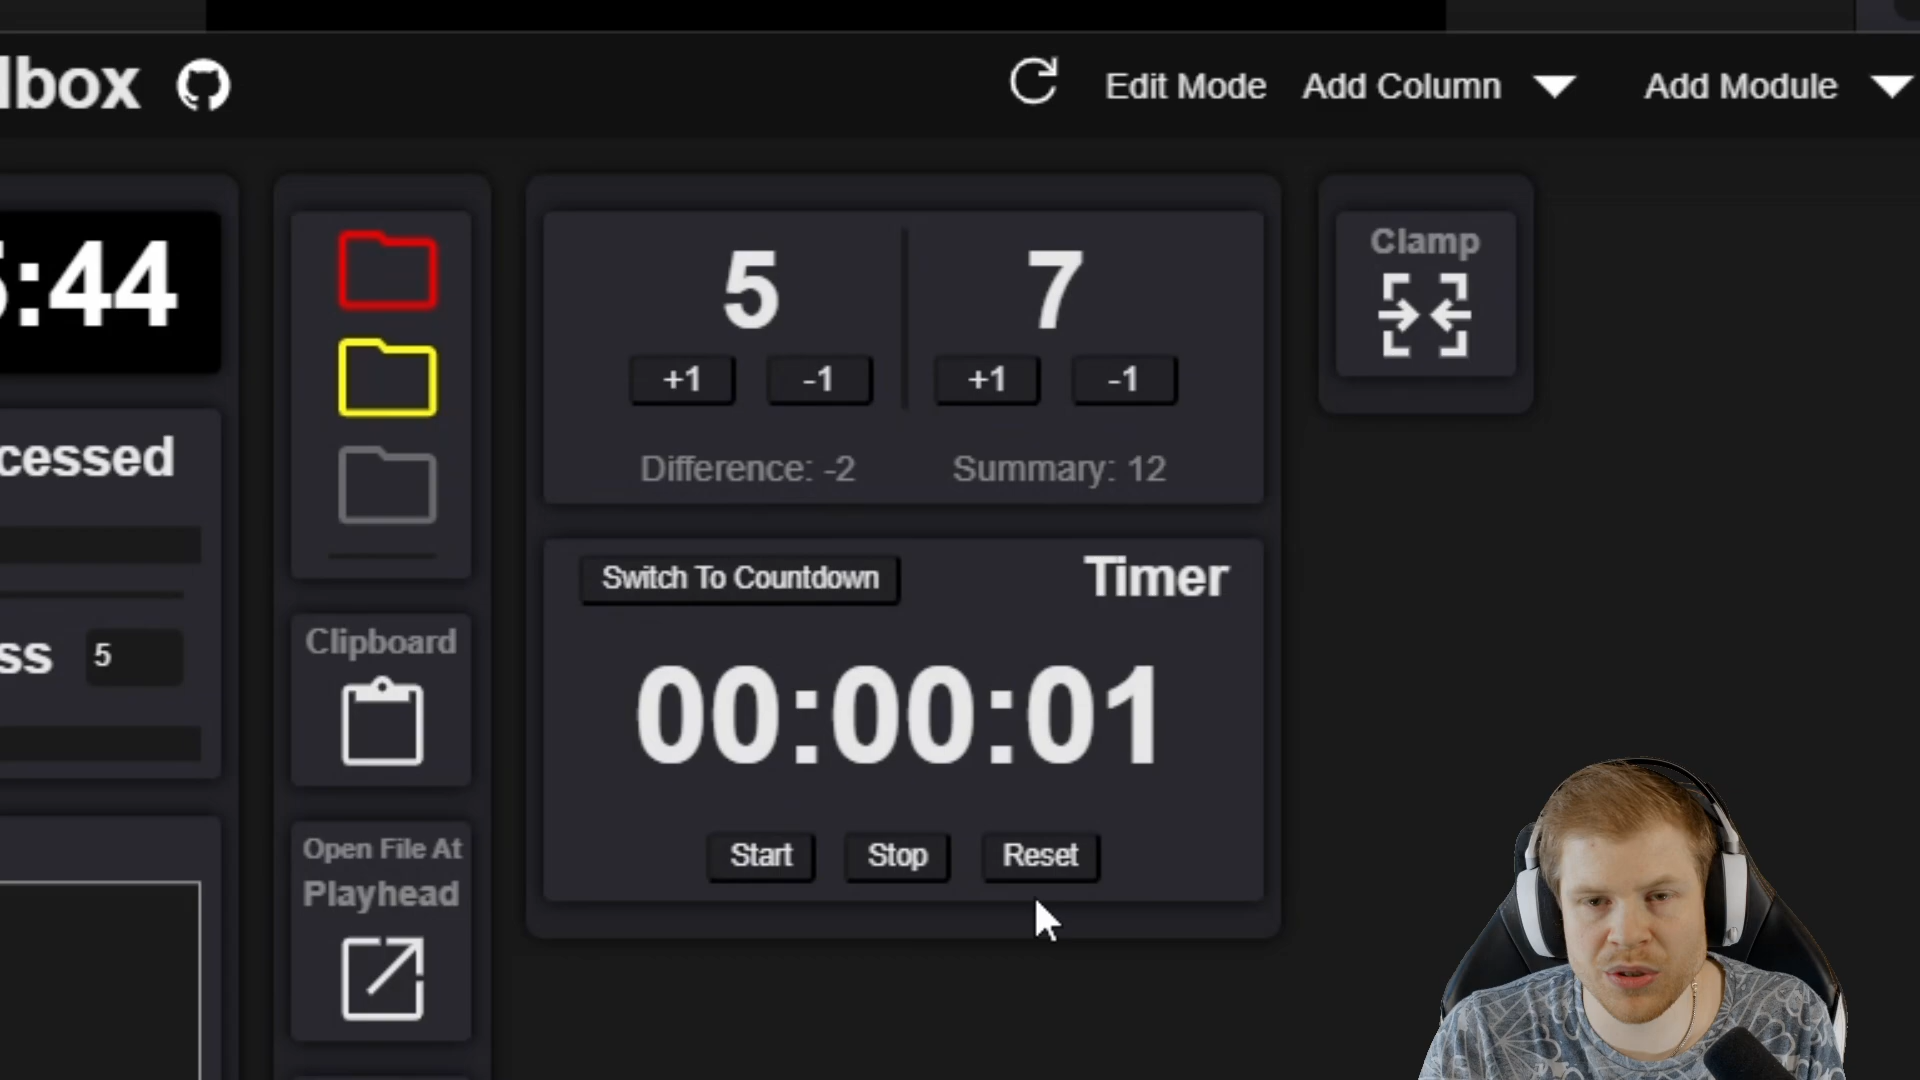 lbox
Edit Mode Add Column Add Module
:44
cessed
ss 5
Clipboard
Open File At
Playhead
5 7
+1 -1 +1 -1
Difference: -2 Summary: 12
Switch To Countdown Timer
00:00:01
Start Stop Reset
Clamp